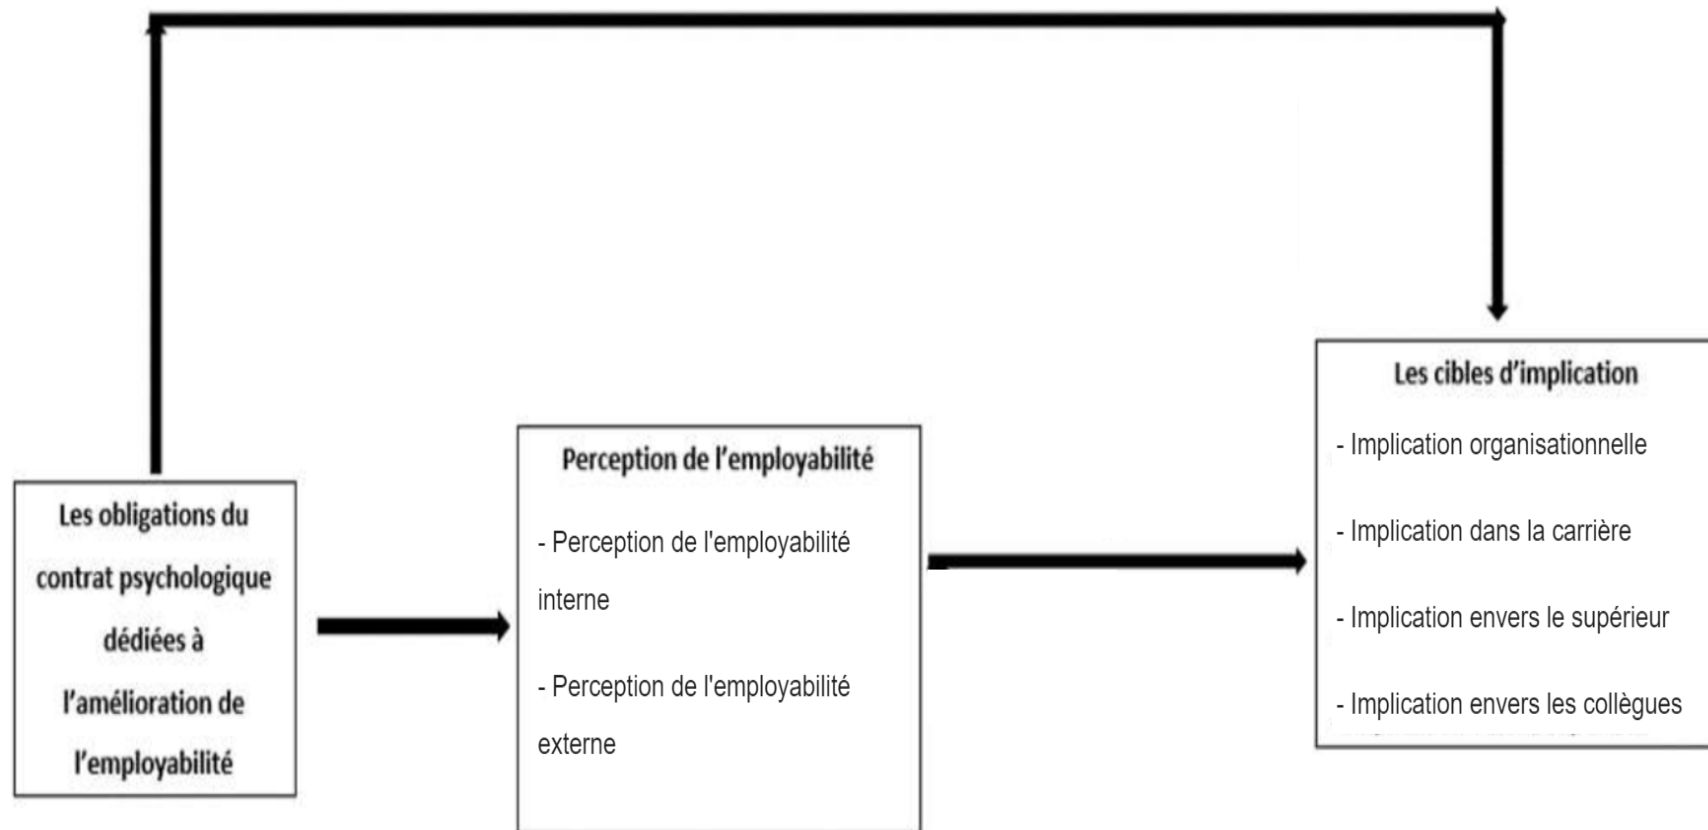 Les obligations du
contrat psychologique
dédiées à
l’amélioration de
l’employabilité
Perception de l’employabilité
- Perception de l'employabilité
interne
- Perception de l'employabilité
externe
Les cibles d’implication
- Implication organisationnelle
- Implication dans la carrière
- Implication envers le supérieur
- Implication envers les collègues